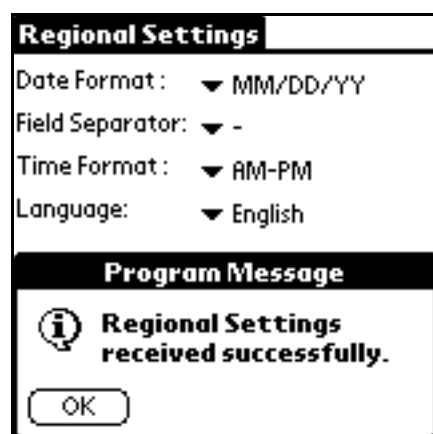 Regional Settings
Date Format: MM/DD/YY
Field Separator: -
Time Format: AM-PM
Language: English
Program Message
Regional Settings
received successfully.
OK